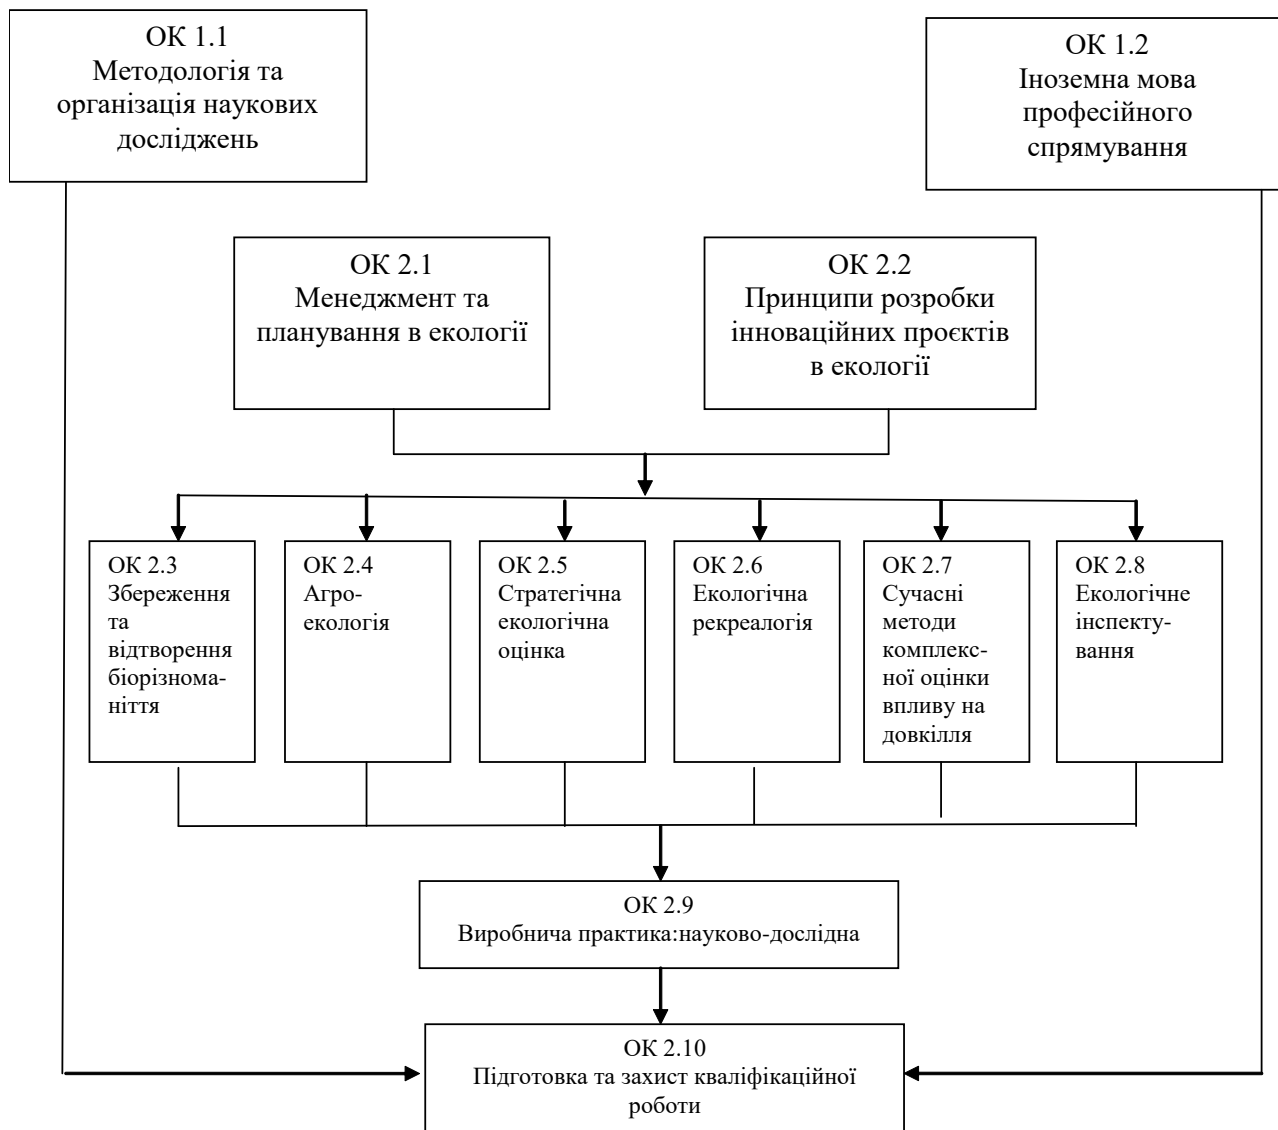 ОК 1.1
Методологія та
організація наукових
досліджень
ОК 1.2
Іноземна мова
професійного
спрямування
ОК 2.1
Менеджмент та
планування в екології
ОК 2.2
Принципи розробки
інноваційних проєктів
в екології
ОК 2.3
Збереження
та
відтворення
біорізнома-
ніття
ОК 2.4
Агро-
екологія
ОК 2.5
Стратегічна
екологічна
оцінка
ОК 2.6
Екологічна
рекреалогія
ОК 2.7
Сучасні
методи
комплекс-
ної оцінки
впливу на
довкілля
ОК 2.8
Екологічне
інспекту-
вання
ОК 2.9
Виробнича практика:науково-дослідна
ОК 2.10
Підготовка та захист кваліфікаційної
роботи